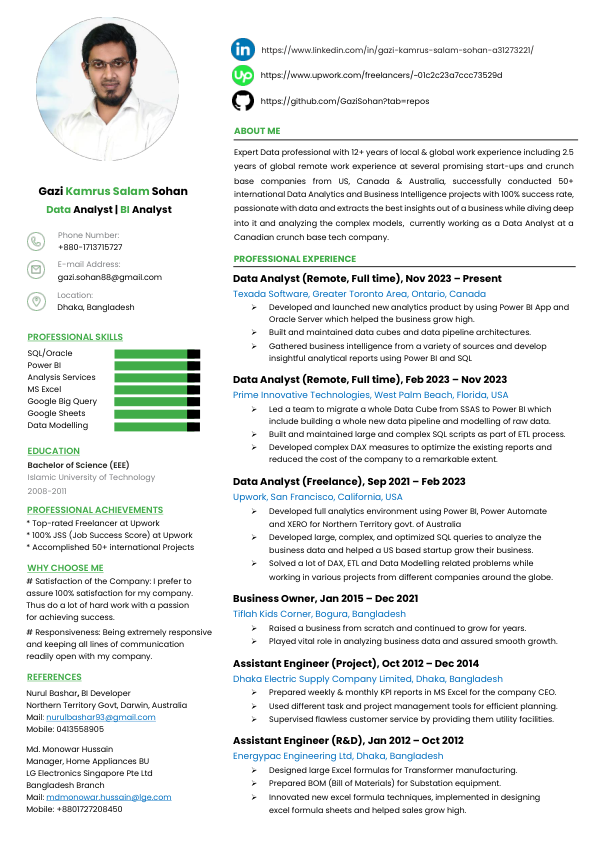 Gazi Kamrus Salam Sohan
Data Analyst | BI Analyst
Phone Number:
+880-1713715727
E-mail Address:
gazi.sohan88@gmail.com
Location:
Dhaka, Bangladesh
PROFESSIONAL SKILLS
SQL/Oracle
Power BI
Analysis Services
MS Excel
Google Big Query
Google Sheets
Data Modelling
EDUCATION
Bachelor of Science (EEE)
Islamic University of Technology
2008-2011
PROFESSIONAL ACHIEVEMENTS
* Top-rated Freelancer at Upwork
* 100% JSS (Job Success Score) at Upwork
* Accomplished 50+ international Projects
WHY CHOOSE ME
# Satisfaction of the Company: I prefer to
assure 100% satisfaction for my company.
Thus do a lot of hard work with a passion
for achieving success.
# Responsiveness: Being extremely responsive
and keeping all lines of communication
readily open with my company.
REFERENCES
Nurul Bashar, BI Developer
Northern Territory Govt, Darwin, Australia
Mail: nurulbashar93@gmail.com
Mobile: 0413558905
Md. Monowar Hussain
Manager, Home Appliances BU
LG Electronics Singapore Pte Ltd
Bangladesh Branch
Mail: mdmonowar.hussain@lge.com
Mobile: +8801727208450
in
https://www.linkedin.com/in/gazi-kamrus-salam-sohan-a31273221/
Up
https://www.upwork.com/freelancers/~01c2c23a7ccc73529d
https://github.com/GaziSohan?tab=repos
ABOUT ME
Expert Data professional with 12+ years of local & global work experience including 2.5
years of global remote work experience at several promising start-ups and crunch
base companies from US, Canada & Australia, successfully conducted 50+
international Data Analytics and Business Intelligence projects with 100% success rate,
passionate with data and extracts the best insights out of a business while diving deep
into it and analyzing the complex models, currently working as a Data Analyst at a
Canadian crunch base tech company.
PROFESSIONAL EXPERIENCE
Data Analyst (Remote, Full time), Nov 2023 – Present
Texada Software, Greater Toronto Area, Ontario, Canada
➢ Developed and launched new analytics product by using Power BI App and
Oracle Server which helped the business grow high.
➢ Built and maintained data cubes and data pipeline architectures.
➢ Gathered business intelligence from a variety of sources and develop
insightful analytical reports using Power BI and SQL
Data Analyst (Remote, Full time), Feb 2023 – Nov 2023
Prime Innovative Technologies, West Palm Beach, Florida, USA
➢ Led a team to migrate a whole Data Cube from SSAS to Power BI which
include building a whole new data pipeline and modelling of raw data.
➢ Built and maintained large and complex SQL scripts as part of ETL process.
➢ Developed complex DAX measures to optimize the existing reports and
reduced the cost of the company to a remarkable extent.
Data Analyst (Freelance), Sep 2021 – Feb 2023
Upwork, San Francisco, California, USA
➢ Developed full analytics environment using Power BI, Power Automate
and XERO for Northern Territory govt. of Australia
➢ Developed large, complex, and optimized SQL queries to analyze the
business data and helped a US based startup grow their business.
➢ Solved a lot of DAX, ETL and Data Modelling related problems while
working in various projects from different companies around the globe.
Business Owner, Jan 2015 – Dec 2021
Tiflah Kids Corner, Bogura, Bangladesh
➢ Raised a business from scratch and continued to grow for years.
➢ Played vital role in analyzing business data and assured smooth growth.
Assistant Engineer (Project), Oct 2012 – Dec 2014
Dhaka Electric Supply Company Limited, Dhaka, Bangladesh
➢ Prepared weekly & monthly KPI reports in MS Excel for the company CEO.
➢ Used different task and project management tools for efficient planning.
➢ Supervised flawless customer service by providing them utility facilities.
Assistant Engineer (R&D), Jan 2012 – Oct 2012
Energypac Engineering Ltd, Dhaka, Bangladesh
➢ Designed large Excel formulas for Transformer manufacturing.
➢ Prepared BOM (Bill of Materials) for Substation equipment.
➢ Innovated new excel formula techniques, implemented in designing
excel formula sheets and helped sales grow high.